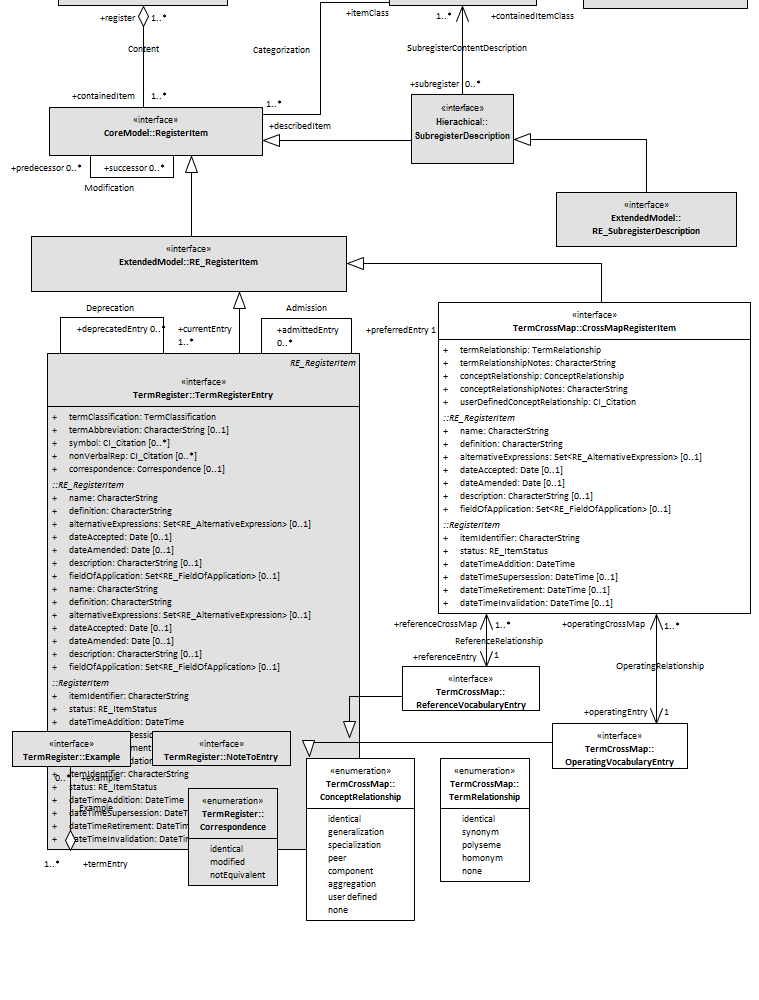 +register 1..*
+itemClass
1..* +containedItemClass
Content
Categorization
SubregisterContentDescription
+subregister 0..*
+containedItem 1..*
1..*
«interface»
CoreModel::RegisterItem
+describedItem
«interface»
Hierachical::
SubregisterDescription
+predecessor 0..*
+successor 0..*
Modification
«interface»
ExtendedModel::
RE_SubregisterDescription
«interface»
ExtendedModel::RE_RegisterItem
Deprecation
Admission
+deprecatedEntry 0..*
+currentEntry
1..*
+admittedEntry
0..*
+preferredEntry 1
RE_RegisterItem
«interface»
TermRegister::TermRegisterEntry
+ termClassification: TermClassification
+ termAbbreviation: CharacterString [0..1]
+ symbol: CI_Citation [0..*]
+ nonVerbalRep: CI_Citation [0..*]
+ correspondence: Correspondence [0..1]
::RE_RegisterItem
+ name: CharacterString
+ definition: CharacterString
+ alternativeExpressions: Set<RE_AlternativeExpression> [0..1]
+ dateAccepted: Date [0..1]
+ dateAmended: Date [0..1]
+ description: CharacterString [0..1]
+ fieldOfApplication: Set<RE_FieldOfApplication> [0..1]
+ name: CharacterString
+ definition: CharacterString
+ alternativeExpressions: Set<RE_AlternativeExpression> [0..1]
+ dateAccepted: Date [0..1]
+ dateAmended: Date [0..1]
+ description: CharacterString [0..1]
+ fieldOfApplication: Set<RE_FieldOfApplication> [0..1]
::RegisterItem
+ itemIdentifier: CharacterString
+ status: RE_ItemStatus
+ dateTimeAddition: DateTime
«interface»
TermRegister::Example
«interface»
TermRegister::NoteToEntry
itemIdentifier: CharacterString
0..* +example
+ status: RE_ItemStatus
dateTimeAddition: DateTime
Example
dateTimeSupersession: DateT
dateTimeRetirement: DateTim
dateTimeInvalidation: DateTi
1..* +termEntry
«enumeration»
TermRegister::
Correspondence
identical
modified
notEquivalent
«interface»
TermCrossMap::CrossMapRegisterItem
+ termRelationship: TermRelationship
+ termRelationshipNotes: CharacterString
+ conceptRelationship: ConceptRelationship
+ conceptRelationshipNotes: CharacterString
+ userDefinedConceptRelationship: CI_Citation
::RE_RegisterItem
+ name: CharacterString
+ definition: CharacterString
+ alternativeExpressions: Set<RE_AlternativeExpression> [0..1]
+ dateAccepted: Date [0..1]
+ dateAmended: Date [0..1]
+ description: CharacterString [0..1]
+ fieldOfApplication: Set<RE_FieldOfApplication> [0..1]
::RegisterItem
+ itemIdentifier: CharacterString
+ status: RE_ItemStatus
+ dateTimeAddition: DateTime
+ dateTimeSupersession: DateTime [0..1]
+ dateTimeRetirement: DateTime [0..1]
+ dateTimeInvalidation: DateTime [0..1]
+referenceCrossMap 1..*
+operatingCrossMap 1..*
ReferenceRelationship
+referenceEntry 1
OperatingRelationship
«interface»
TermCrossMap::
ReferenceVocabularyEntry
+operatingEntry 1
«interface»
TermCrossMap::
OperatingVocabularyEntry
«enumeration»
TermCrossMap::
ConceptRelationship
identical
generalization
specialization
peer
component
aggregation
user defined
none
«enumeration»
TermCrossMap::
TermRelationship
identical
synonym
polyseme
homonym
none